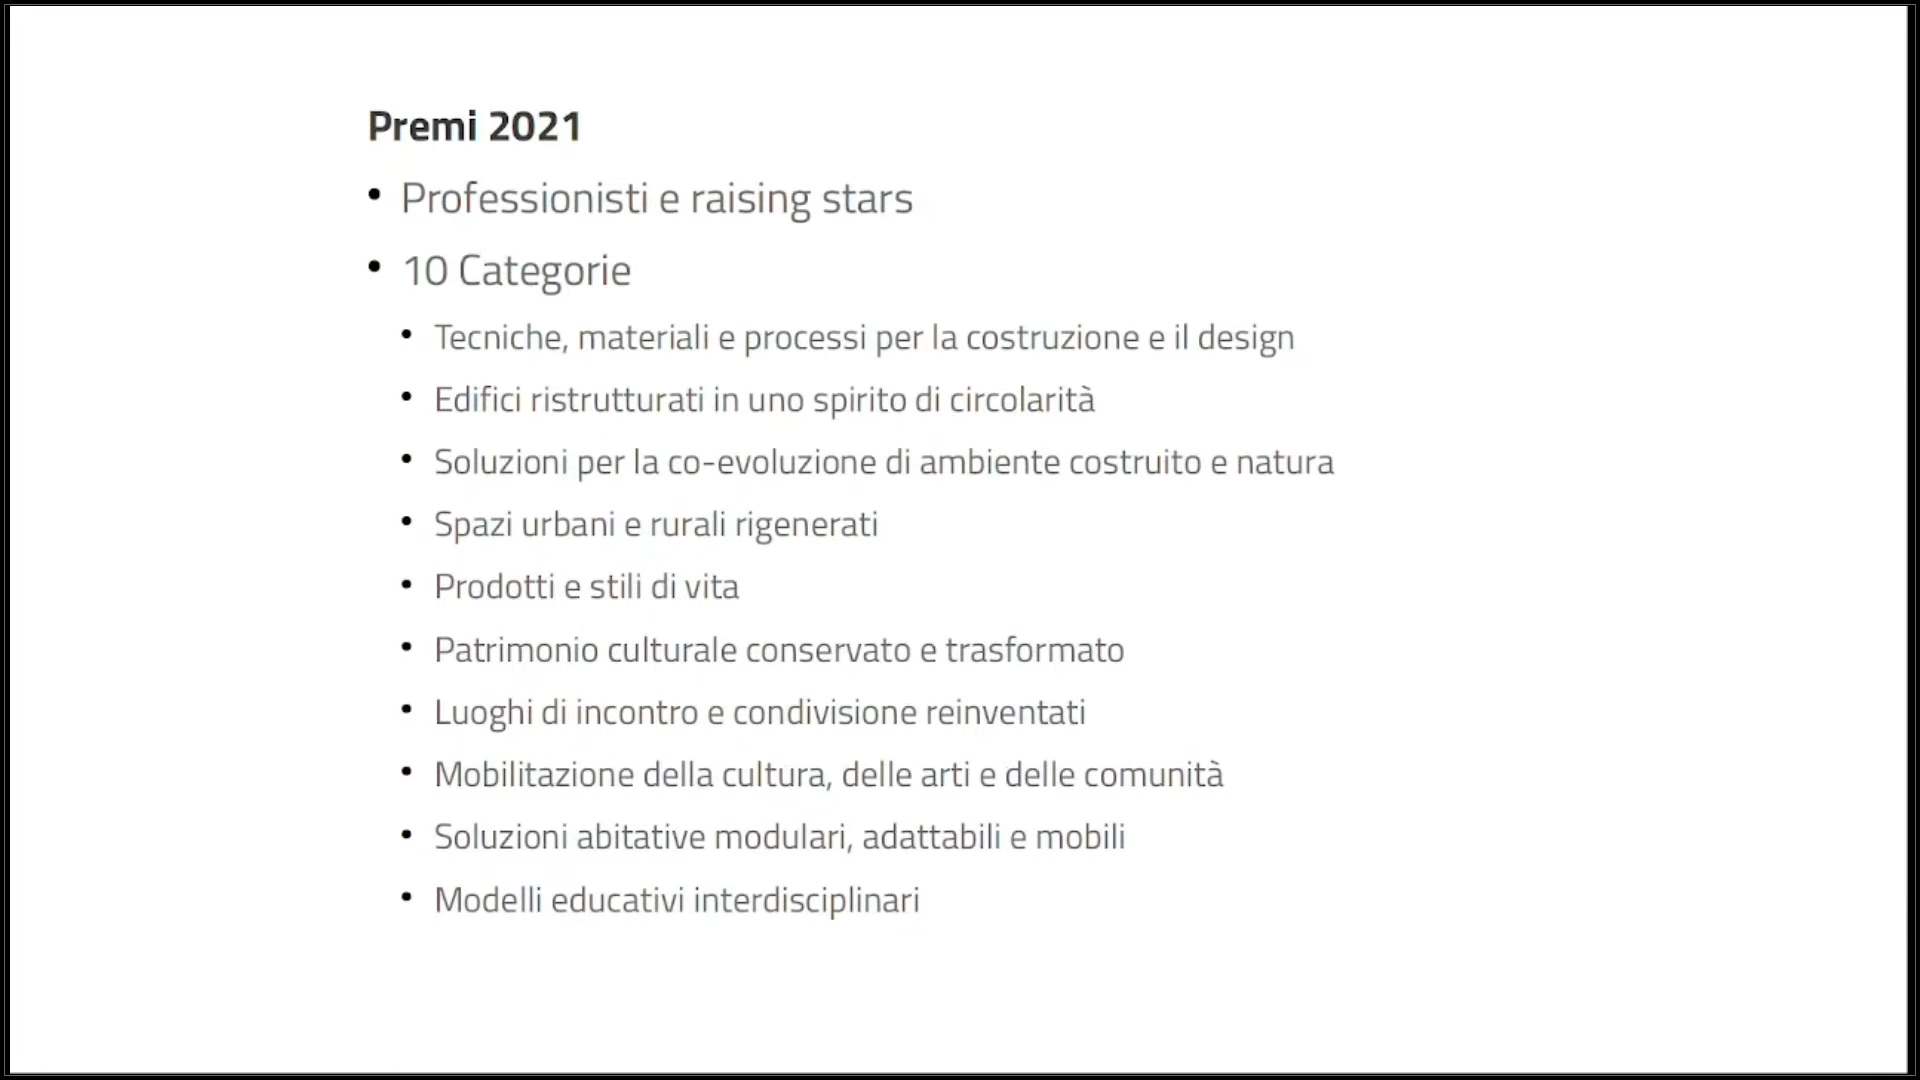 Premi 2021
• Professionisti e raising stars
• 10 Categorie
• Tecniche, materiali e processi per la costruzione e il design
• Edifici ristrutturati in uno spirito di circolarità
• Soluzioni per la co-evoluzione di ambiente costruito e natura
• Spazi urbani e rurali rigenerati
• Prodotti e stili di vita
• Patrimonio culturale conservato e trasformato
• Luoghi di incontro e condivisione reinventati
• Mobilitazione della cultura, delle arti e delle comunità
• Soluzioni abitative modulari, adattabili e mobili
• Modelli educativi interdisciplinari